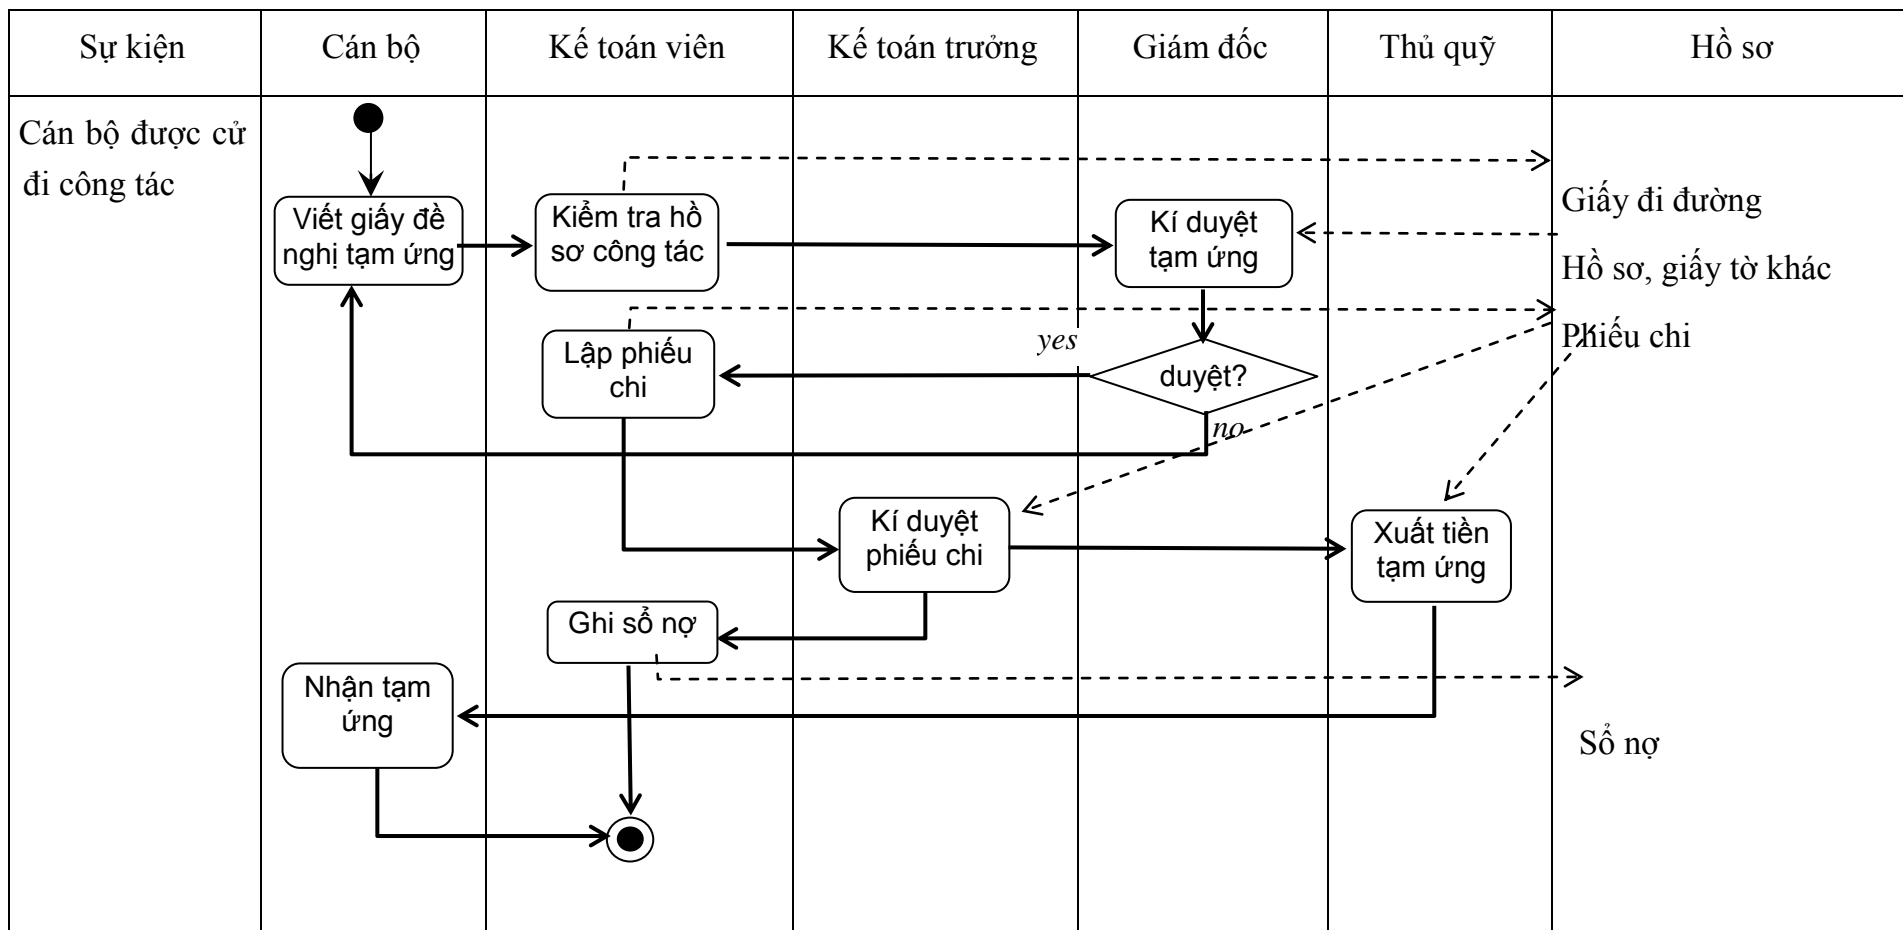 Sự kiện
Cán bộ
Kế toán viên
Kế toán trưởng
Giám đốc
Thủ quỹ
Hồ sơ
Cán bộ được cử
đi công tác
Viết giấy đề
nghị tạm ứng
Kiểm tra hồ
sơ công tác
Kí duyệt
tạm ứng
Giấy đi đường
Hồ sơ, giấy tờ khác
Phiếu chi
Lập phiếu
chi
yes
duyệt?
no
Kí duyệt
phiếu chi
Xuất tiền
tạm ứng
Ghi sổ nợ
Nhận tạm
ứng
Sổ nợ